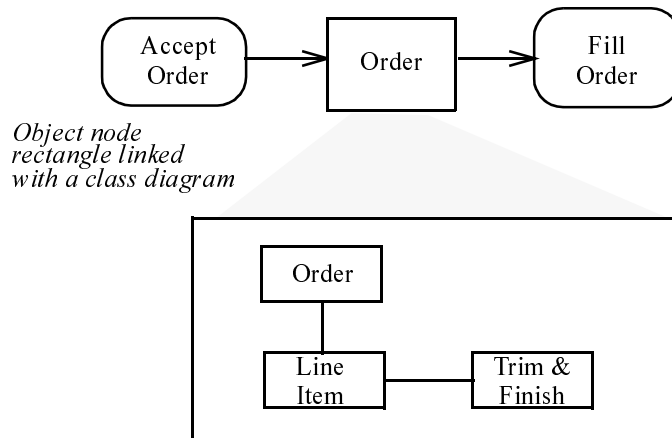 Accept
Order
Order
Fill
Order
Object node
rectangle linked
with a class diagram
Order
Line
Item
Trim &
Finish